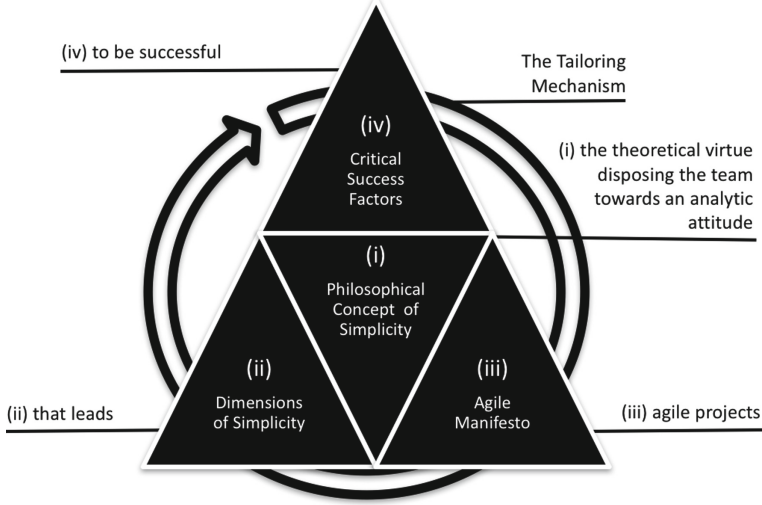 (iv) to be successful
The Tailoring
Mechanism
(iv)
Critical
Success
Factors
(i) the theoretical virtue
disposing the team
towards an analytic
attitude
(i)
Philosophical
Concept of
Simplicity
(ii)
Dimensions
of Simplicity
(iii)
Agile
Manifesto
(ii) that leads
(iii) agile projects